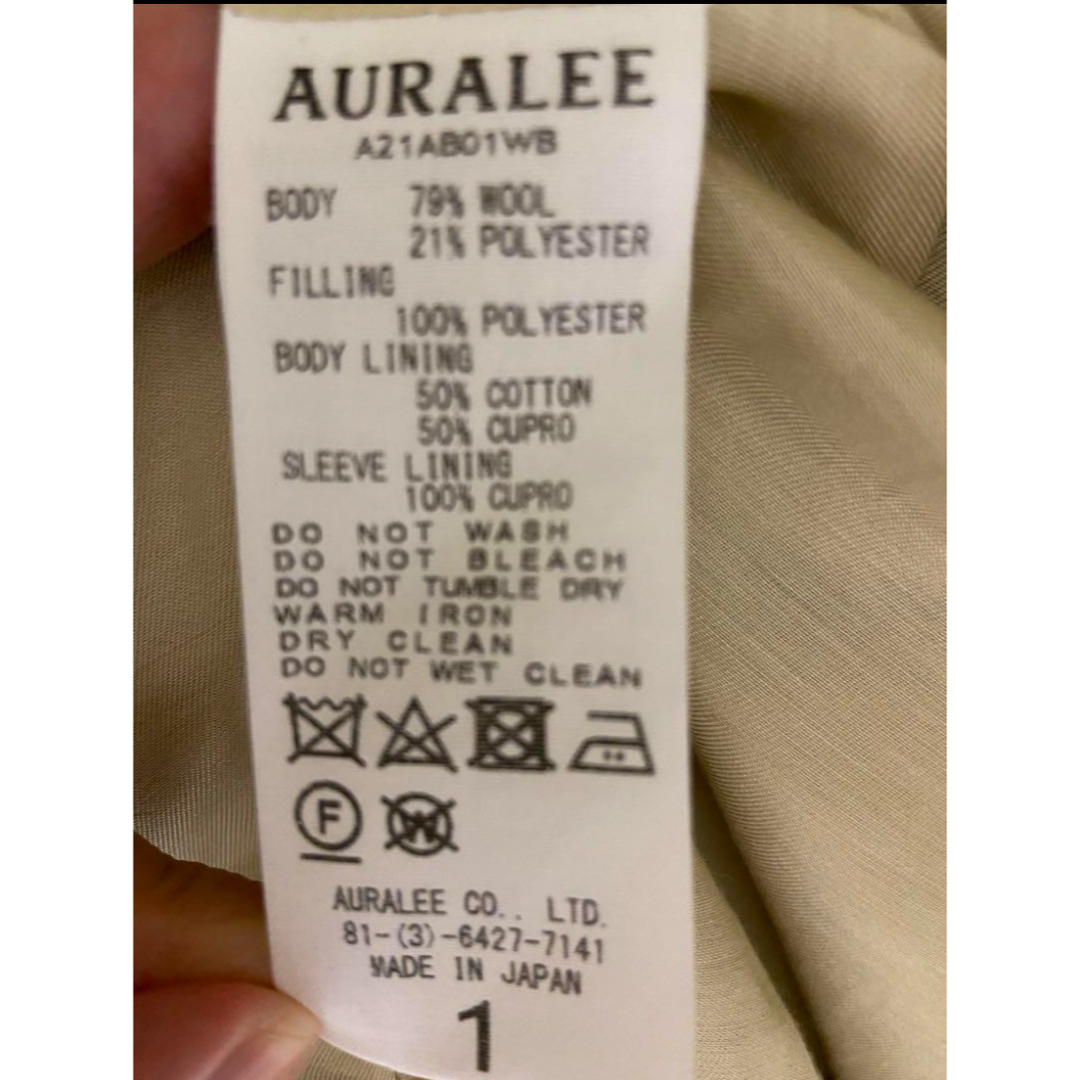 AURALEE
A21AB01WB
BODY 79% WOOL
21% POLYESTER
FILLING
100% POLYESTER
BODY LINING
50% COTTON
50% CUPRO
SLEEVE LINING
100% CUPRO
DO NOT WASH
DO NOT BLEACH
DO NOT TUMBLE DRY
WARM IRON
DRY CLEAN
DO NOT WET CLEAN
F W
AURALEE CO., LTD.
81-(3)-6427-7141
MADE IN JAPAN
1